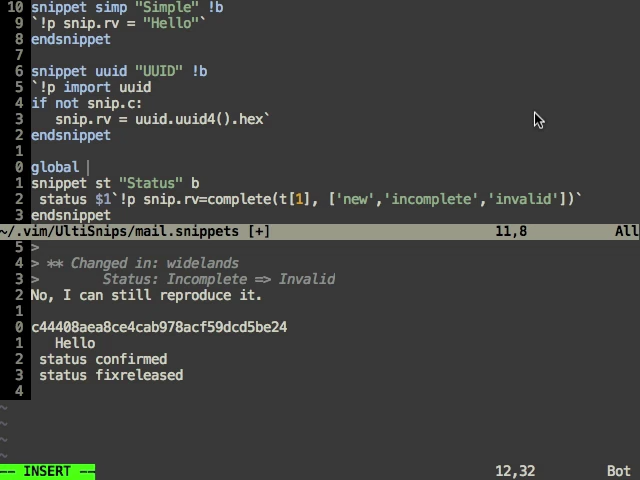 10 snippet simp "Simple" !b
9 `!p snip.rv = "Hello"`
8 endsnippet
7
6 snippet uuid "UUID" !b
5 `!p import uuid
4 if not snip.c:
3    snip.rv = uuid.uuid4().hex`
2 endsnippet
1
0 global
1 snippet st "Status" b
2  status $1`!p snip.rv=complete(t[1], ['new','incomplete','invalid'])`
3 endsnippet
~/.vim/UltiSnips/mail.snippets [+] 11,8 All
5 >
4 > ** Changed in: widelands
3 >        Status: Incomplete => Invalid
2 No, I can still reproduce it.
1
0 c44408aea8ce4cab978acf59dcd5be24
1    Hello
2  status confirmed
3  status fixreleased
4
~
~
~
~
-- INSERT -- 12,32 Bot